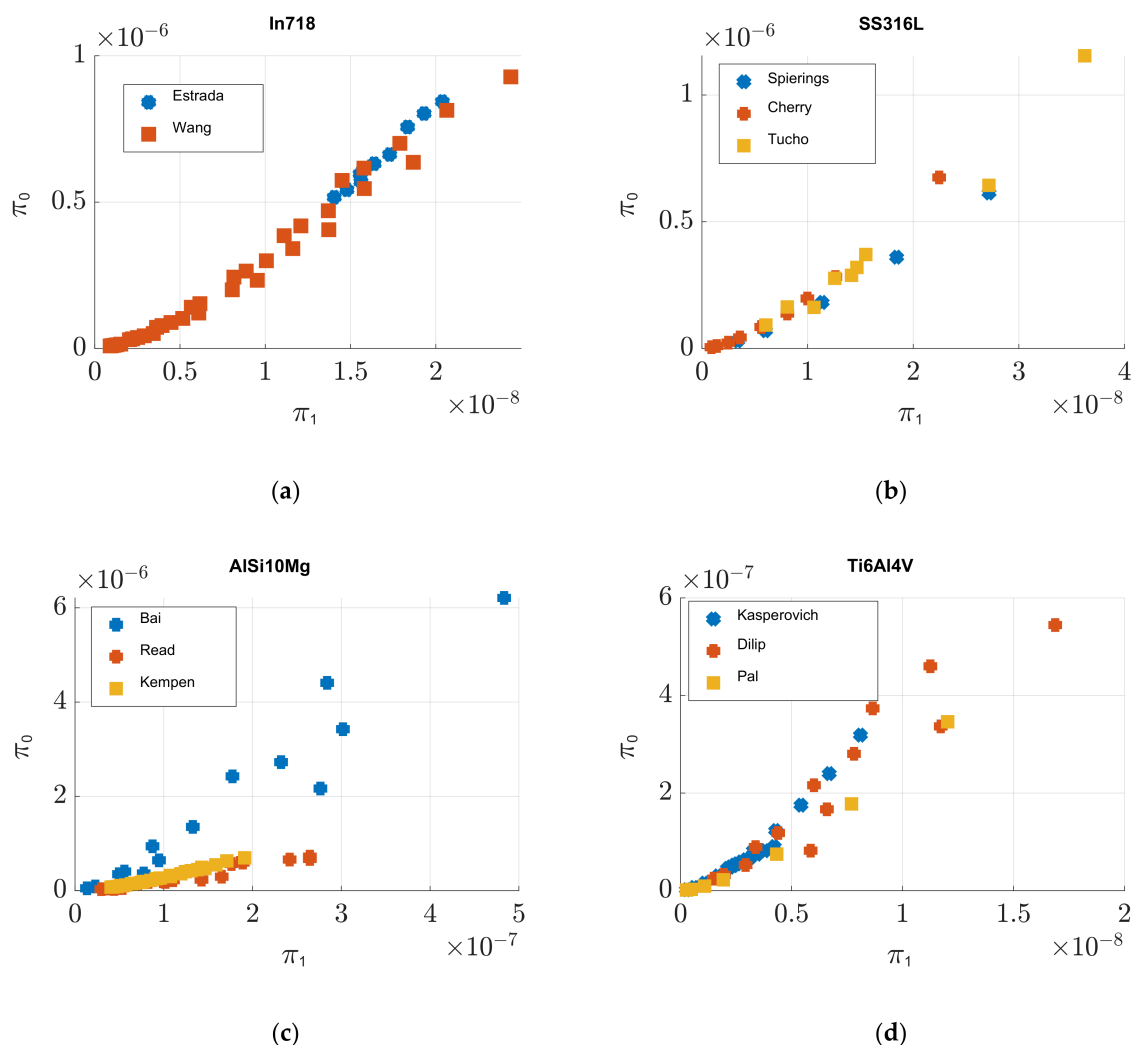 In718
×10⁻⁶
1
0.5
0
Estrada
Wang
π₀
0 0.5 1 1.5 2
×10⁻⁸
π₁
(a)
SS316L
×10⁻⁶
1
0.5
0
Spierings
Cherry
Tucho
π₀
0 1 2 3 4
×10⁻⁸
π₁
(b)
AlSi10Mg
×10⁻⁶
6
4
2
0
Bai
Read
Kempen
π₀
0 1 2 3 4 5
×10⁻⁷
π₁
(c)
Ti6Al4V
×10⁻⁷
6
4
2
0
Kasperovich
Dilip
Pal
π₀
0 0.5 1 1.5 2
×10⁻⁸
π₁
(d)